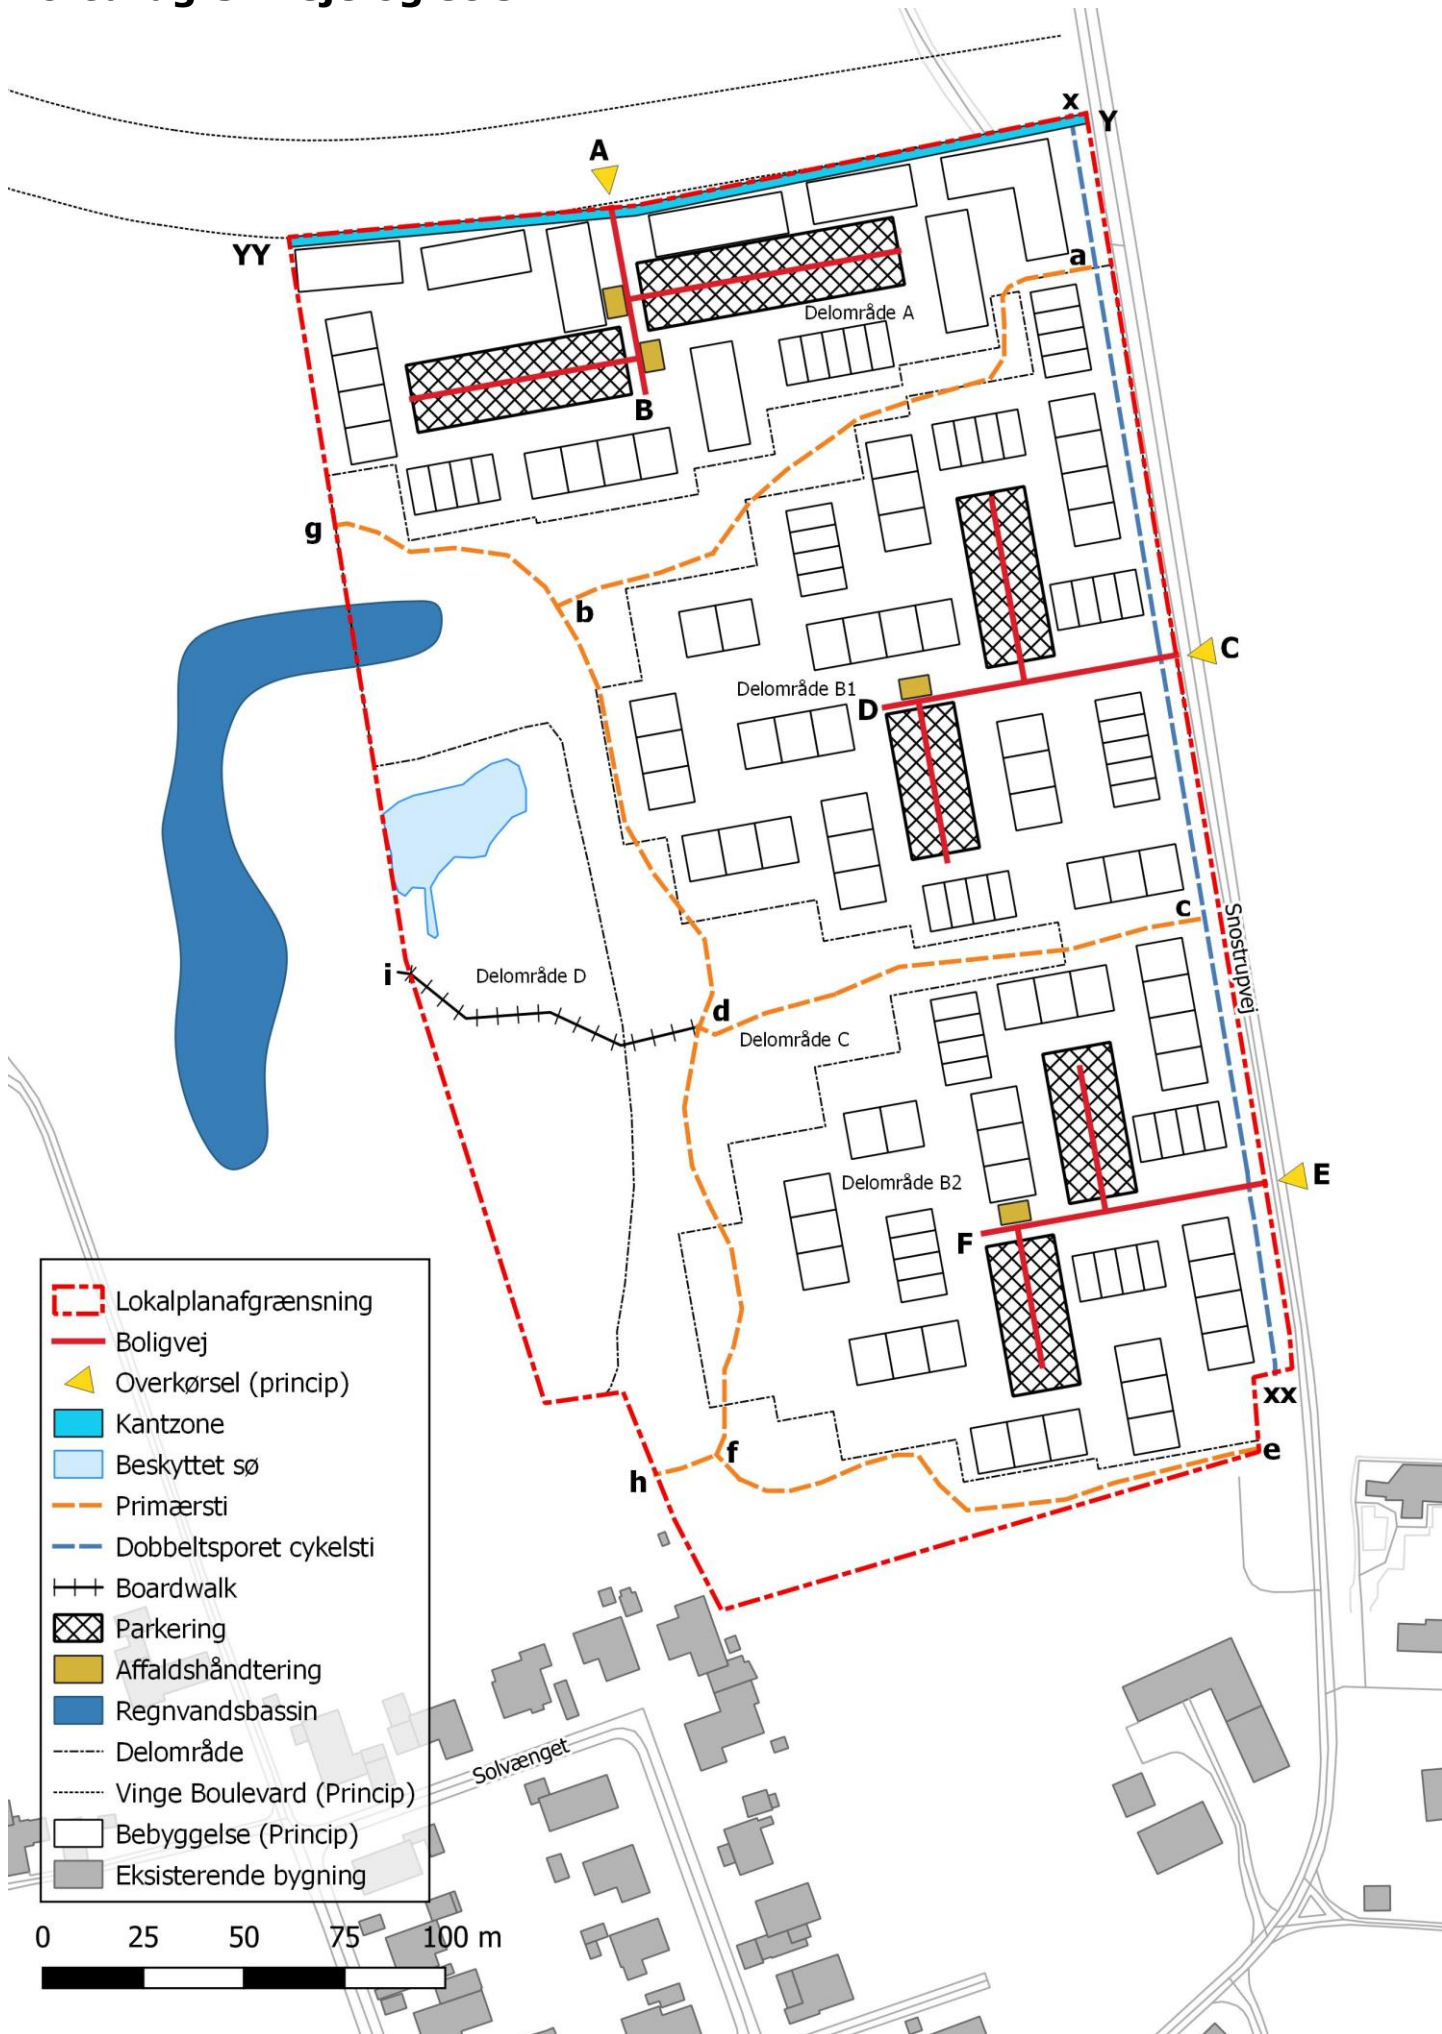 x
Y
A
YY
a
Delområde A
B
g
b
C
Delområde B1
D
c
Snostrupvej
i
Delområde D
d
Delområde C
E
Delområde B2
F
xx
e
f
h
Lokalplanafgrænsning
Boligvej
Overkørsel (princip)
Kantzone
Beskyttet sø
Primærsti
Dobbeltsporet cykelsti
Boardwalk
Parkering
Affaldshåndtering
Regnvandsbassin
Delområde
Vinge Boulevard (Princip)
Bebyggelse (Princip)
Eksisterende bygning
Solvænget
0 25 50 75 100 m